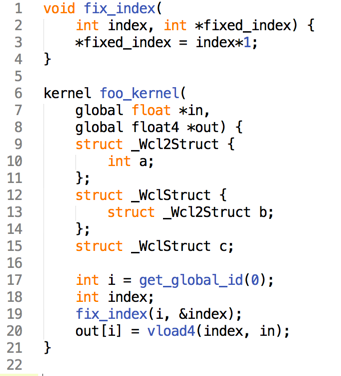 1 void fix_index(
2     int index, int *fixed_index) {
3     *fixed_index = index*1;
4 }
5
6 kernel foo_kernel(
7     global float *in,
8     global float4 *out) {
9     struct _Wcl2Struct {
10         int a;
11     };
12     struct _WclStruct {
13         struct _Wcl2Struct b;
14     };
15     struct _WclStruct c;
16
17     int i = get_global_id(0);
18     int index;
19     fix_index(i, &index);
20     out[i] = vload4(index, in);
21 }
22